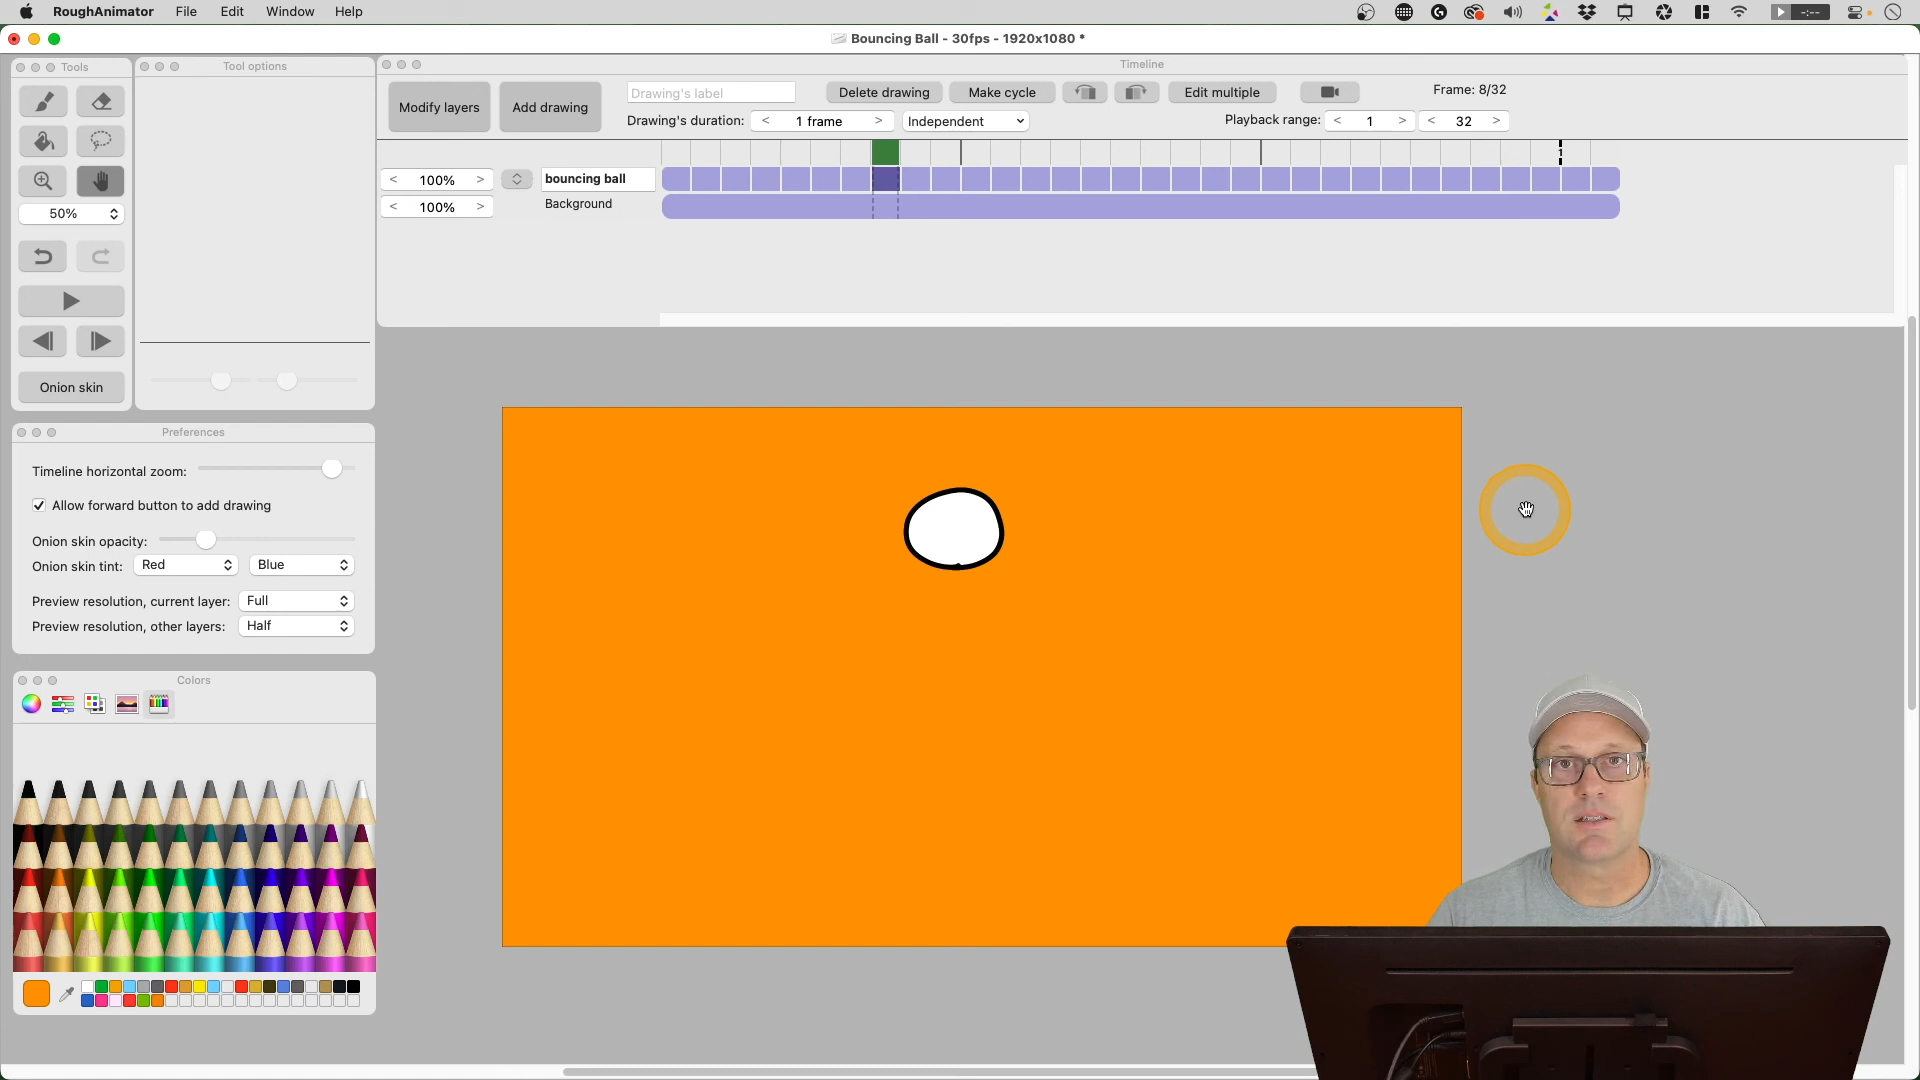 RoughAnimator File Edit Window Help
Bouncing Ball - 30fps - 1920x1080 *
Tools
Tool options
Timeline
Modify layers
Add drawing
Drawing's label
Delete drawing
Make cycle
Edit multiple
Frame: 8/32
Drawing's duration: < 1 frame > Independent
Playback range: < 1 > < 32 >
1
< 100% > bouncing ball
< 100% > Background
50%
Onion skin
Preferences
Timeline horizontal zoom:
Allow forward button to add drawing
Onion skin opacity:
Onion skin tint: Red Blue
Preview resolution, current layer: Full
Preview resolution, other layers: Half
Colors